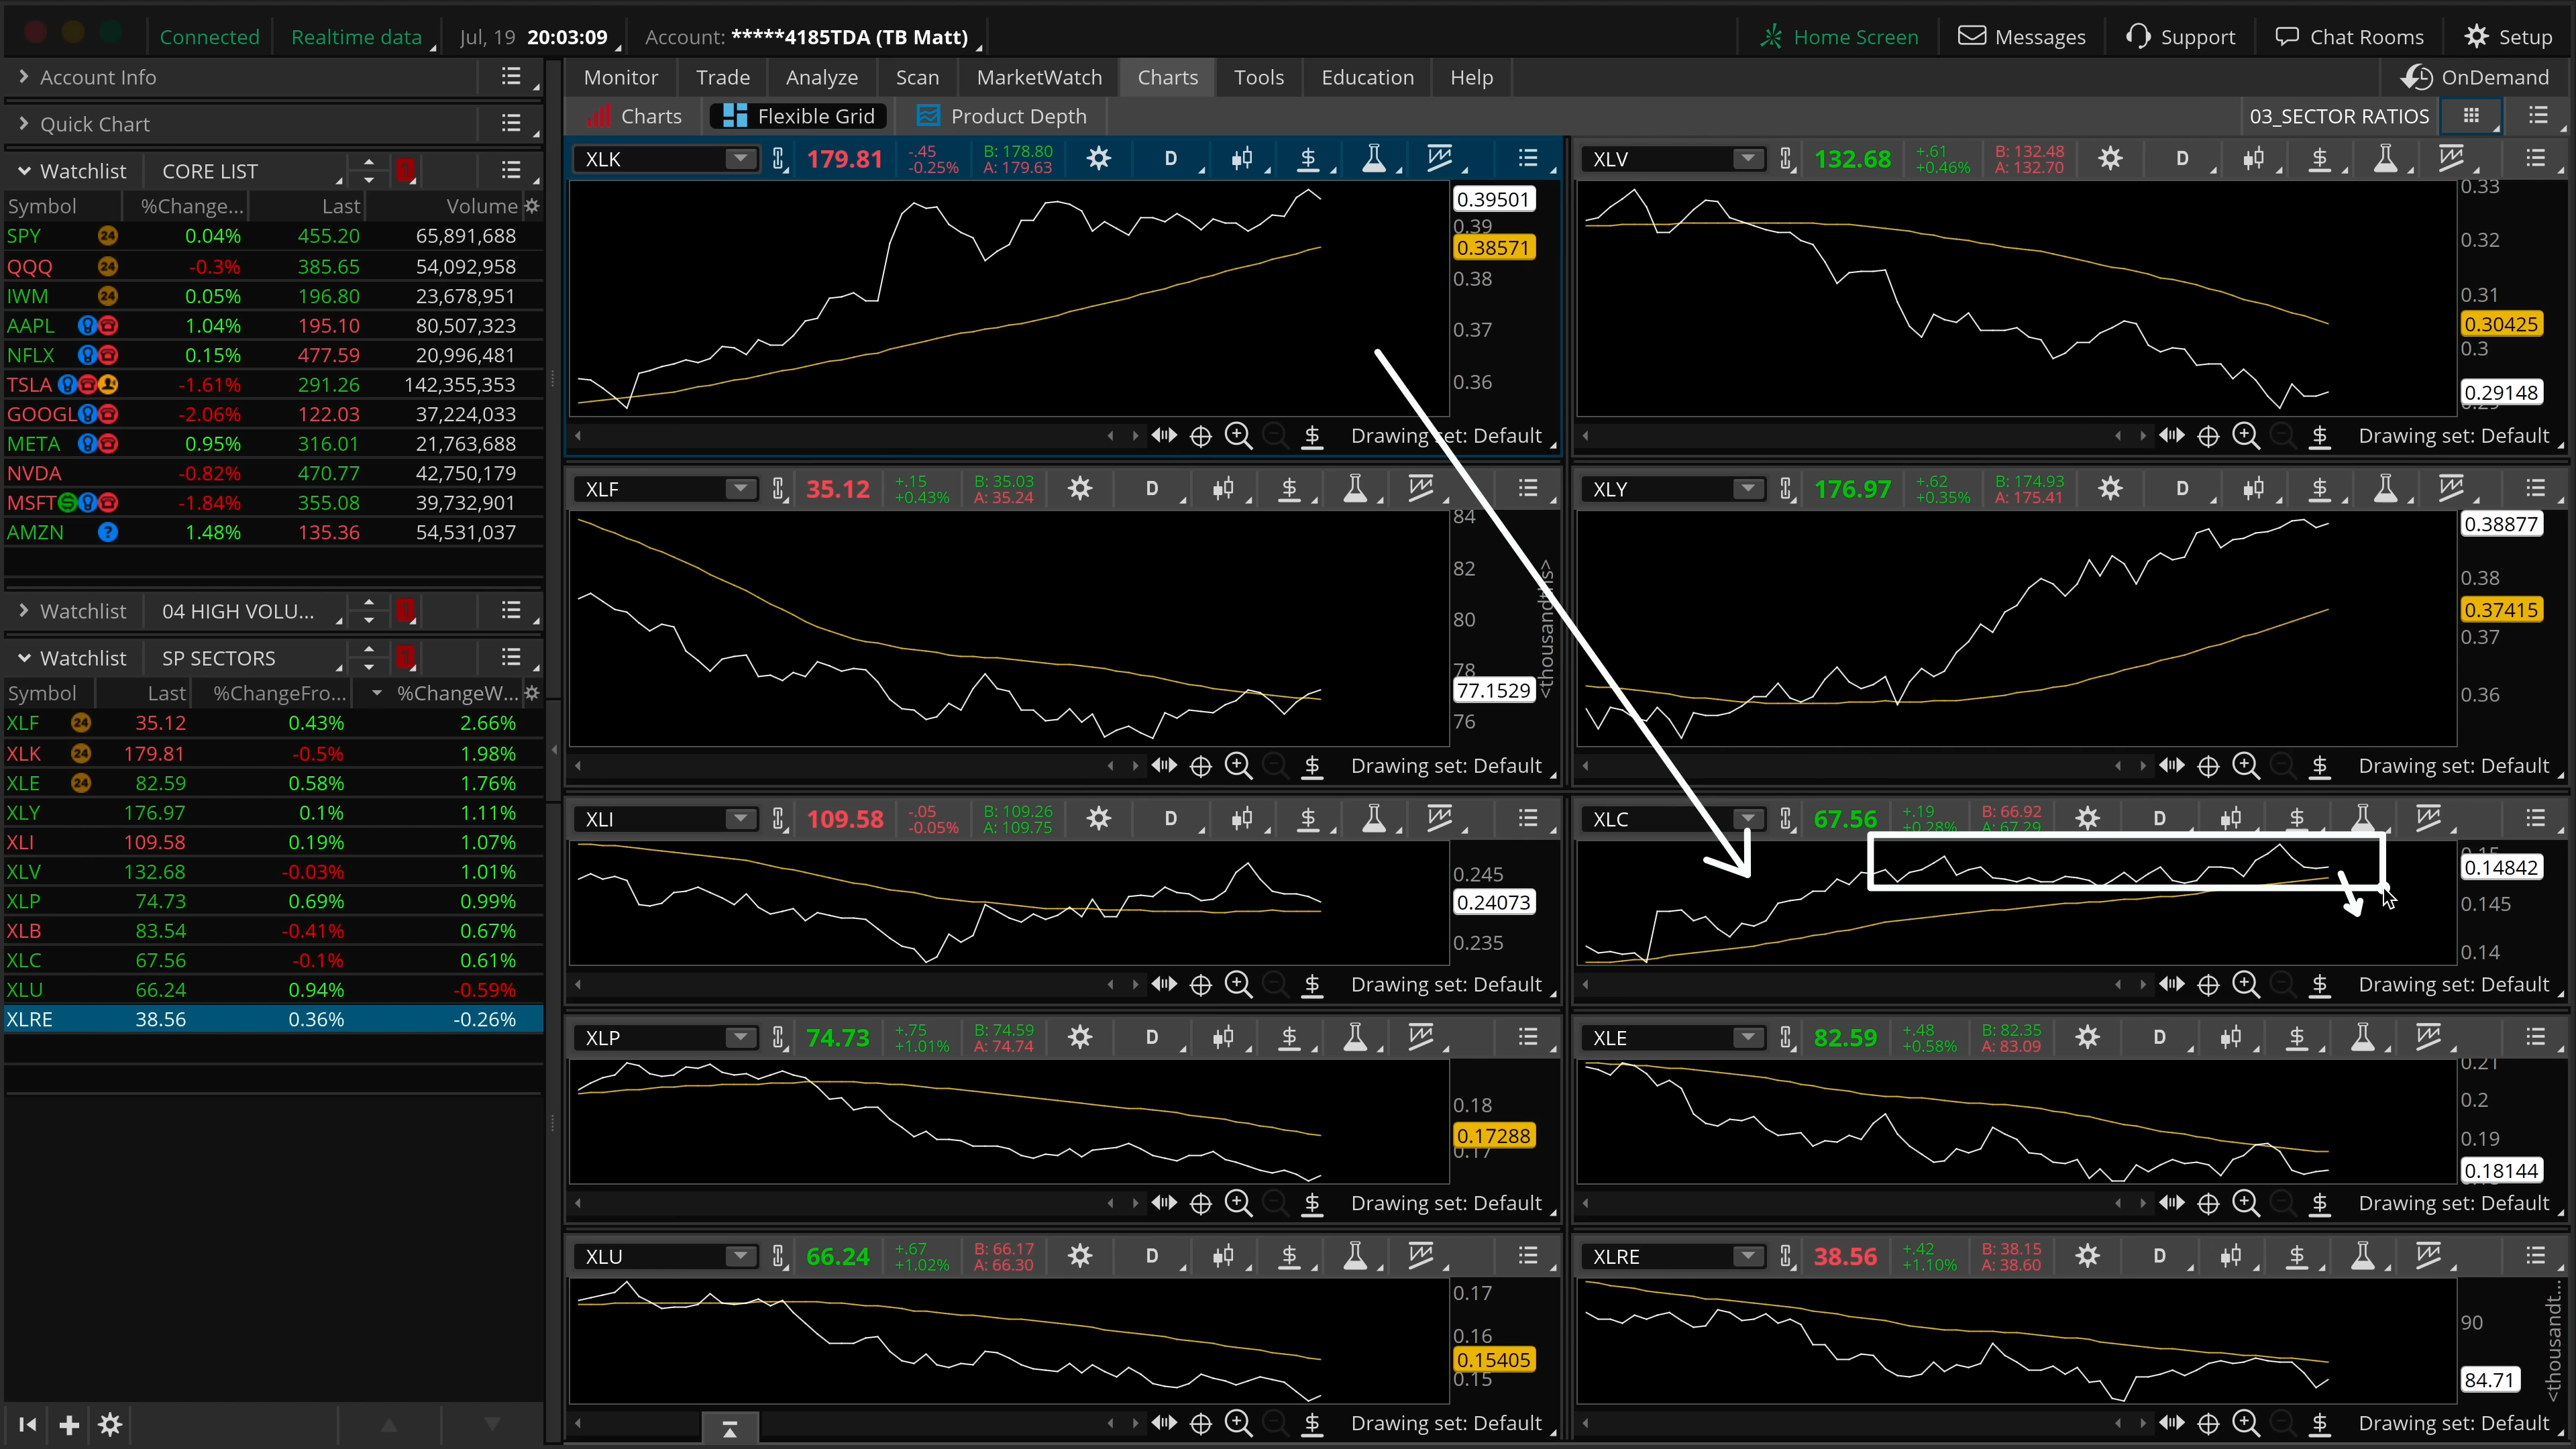 Connected Realtime data Jul, 19 20:03:09 Account: *****4185TDA (TB Matt) Home Screen Messages Support Chat Rooms Setup
Account Info
Monitor Trade Analyze Scan MarketWatch Charts Tools Education Help OnDemand
Quick Chart
Charts Flexible Grid Product Depth 03_SECTOR RATIOS
Watchlist CORE LIST 1
Symbol %Change... Last Volume
SPY 24 0.04% 455.20 65,891,688
QQQ 24 -0.3% 385.65 54,092,958
IWM 24 0.05% 196.80 23,678,951
AAPL 1.04% 195.10 80,507,323
NFLX 0.15% 477.59 20,996,481
TSLA -1.61% 291.26 142,355,353
GOOGL -2.06% 122.03 37,224,033
META 0.95% 316.01 21,763,688
NVDA -0.82% 470.77 42,750,179
MSFT -1.84% 355.08 39,732,901
AMZN ? 1.48% 135.36 54,531,037
Watchlist 04 HIGH VOLU... 1
Watchlist SP SECTORS 1
Symbol Last %ChangeFro... %ChangeW...
XLF 24 35.12 0.43% 2.66%
XLK 24 179.81 -0.5% 1.98%
XLE 24 82.59 0.58% 1.76%
XLY 176.97 0.1% 1.11%
XLI 109.58 0.19% 1.07%
XLV 132.68 -0.03% 1.01%
XLP 74.73 0.69% 0.99%
XLB 83.54 -0.41% 0.67%
XLC 67.56 -0.1% 0.61%
XLU 66.24 0.94% -0.59%
XLRE 38.56 0.36% -0.26%
XLK 179.81 -.45 -0.25% B: 178.80 A: 179.63 D $
0.39501
0.39
0.38571
0.38
0.37
0.36
$ Drawing set: Default
XLV 132.68 +.61 +0.46% B: 132.48 A: 132.70 D $
0.33
0.32
0.31
0.30425
0.3
0.29148
$ Drawing set: Default
XLF 35.12 +.15 +0.43% B: 35.03 A: 35.24 D $
84
82
80
78
77.1529
76
<thousandths>
$ Drawing set: Default
XLY 176.97 +.62 +0.35% B: 174.93 A: 175.41 D $
0.38877
0.38
0.37415
0.37
0.36
$ Drawing set: Default
XLI 109.58 -.05 -0.05% B: 109.26 A: 109.75 D $
0.245
0.24073
0.235
$ Drawing set: Default
XLC 67.56 +.19 +0.28% B: 66.92 A: 67.29 D $
0.15
0.14842
0.145
0.14
$ Drawing set: Default
XLP 74.73 +.75 +1.01% B: 74.59 A: 74.74 D $
0.18
0.17288
0.17
$ Drawing set: Default
XLE 82.59 +.48 +0.58% B: 82.35 A: 83.09 D $
0.21
0.2
0.19
0.18144
$ Drawing set: Default
XLU 66.24 +.67 +1.02% B: 66.17 A: 66.30 D $
0.17
0.16
0.15405
0.15
$ Drawing set: Default
XLRE 38.56 +.42 +1.10% B: 38.15 A: 38.60 D $
90
84.71
<thousandt...
$ Drawing set: Default